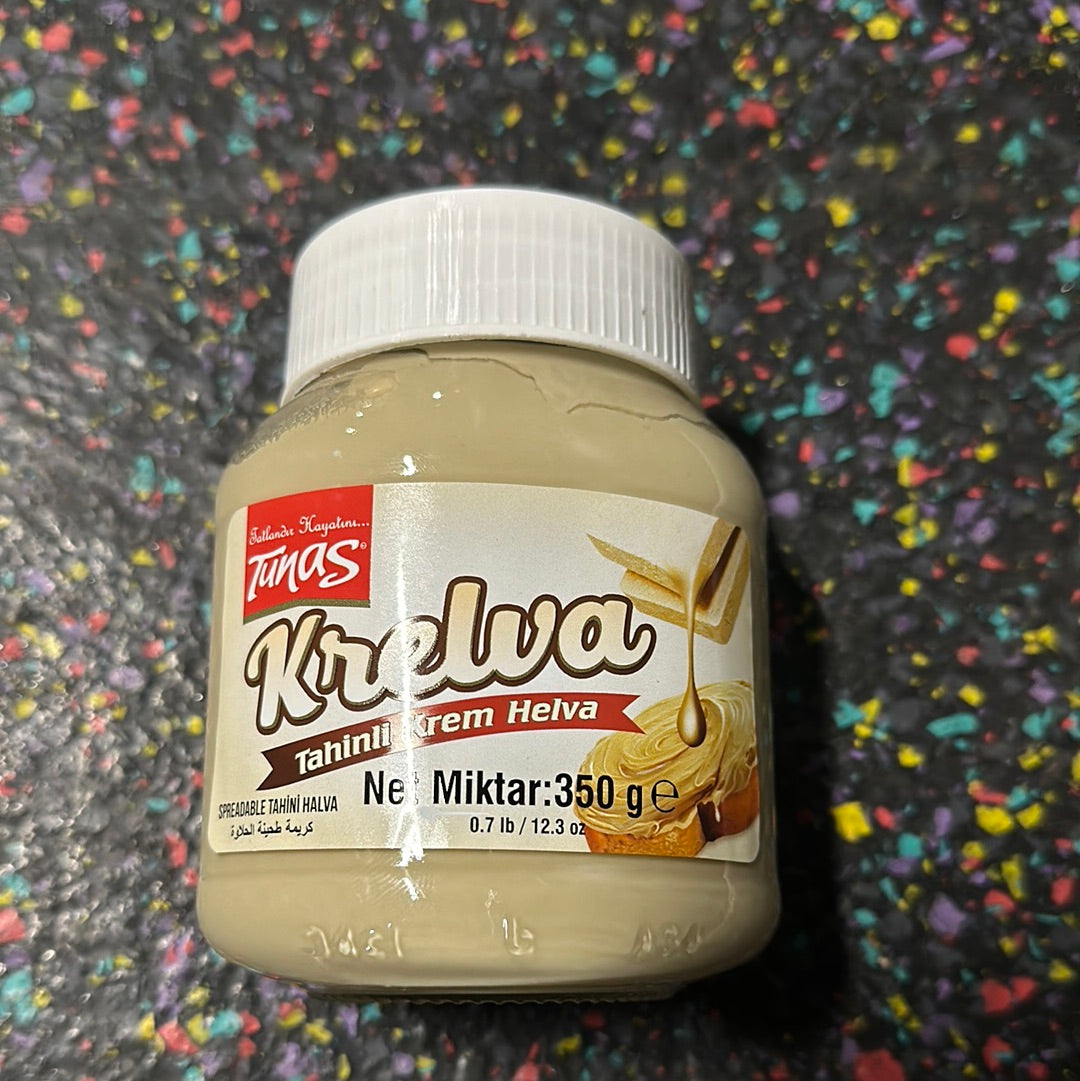 Tatlandır Hayatını...
Tunas®
Krelva
Tahinli Krem Helva
Net Miktar:350 g ℮
0.7 lb / 12.3 oz
SPREADABLE TAHİNİ HALVA
كريمة طحينة الحلاوة